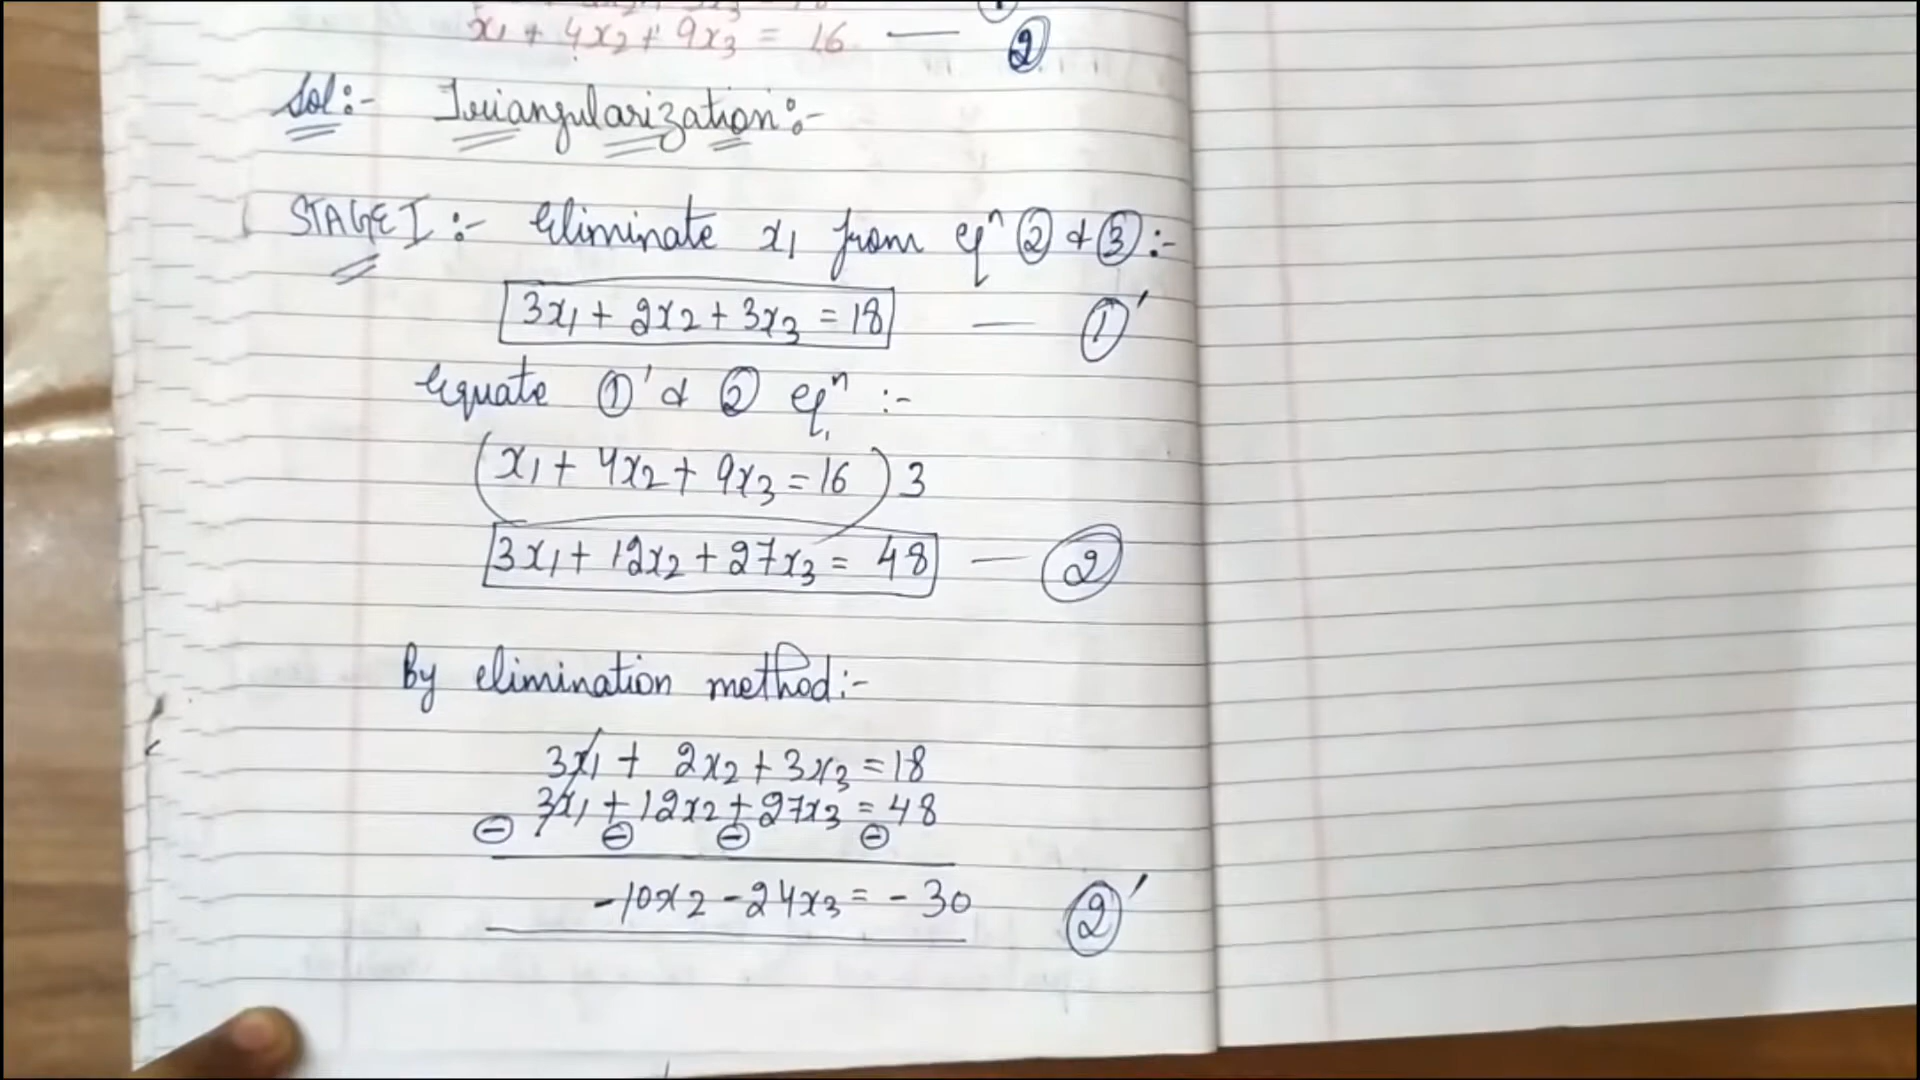 x₁ + 4x₂ + 9x₃ = 16 — ②
Sol:- Triangularization:-
STAGE I:- Eliminate x₁ from eqⁿ ② & ③:-
3x₁ + 2x₂ + 3x₃ = 18 — ①'
Equate ①' & ② eqⁿ :-
(x₁ + 4x₂ + 9x₃ = 16) 3
3x₁ + 12x₂ + 27x₃ = 48 — ②
By elimination method:-
3x₁ + 2x₂ + 3x₃ = 18
3x₁ + 12x₂ + 27x₃ = 48
⊖ ⊖ ⊖ ⊖
-10x₂ - 24x₃ = - 30 ②'